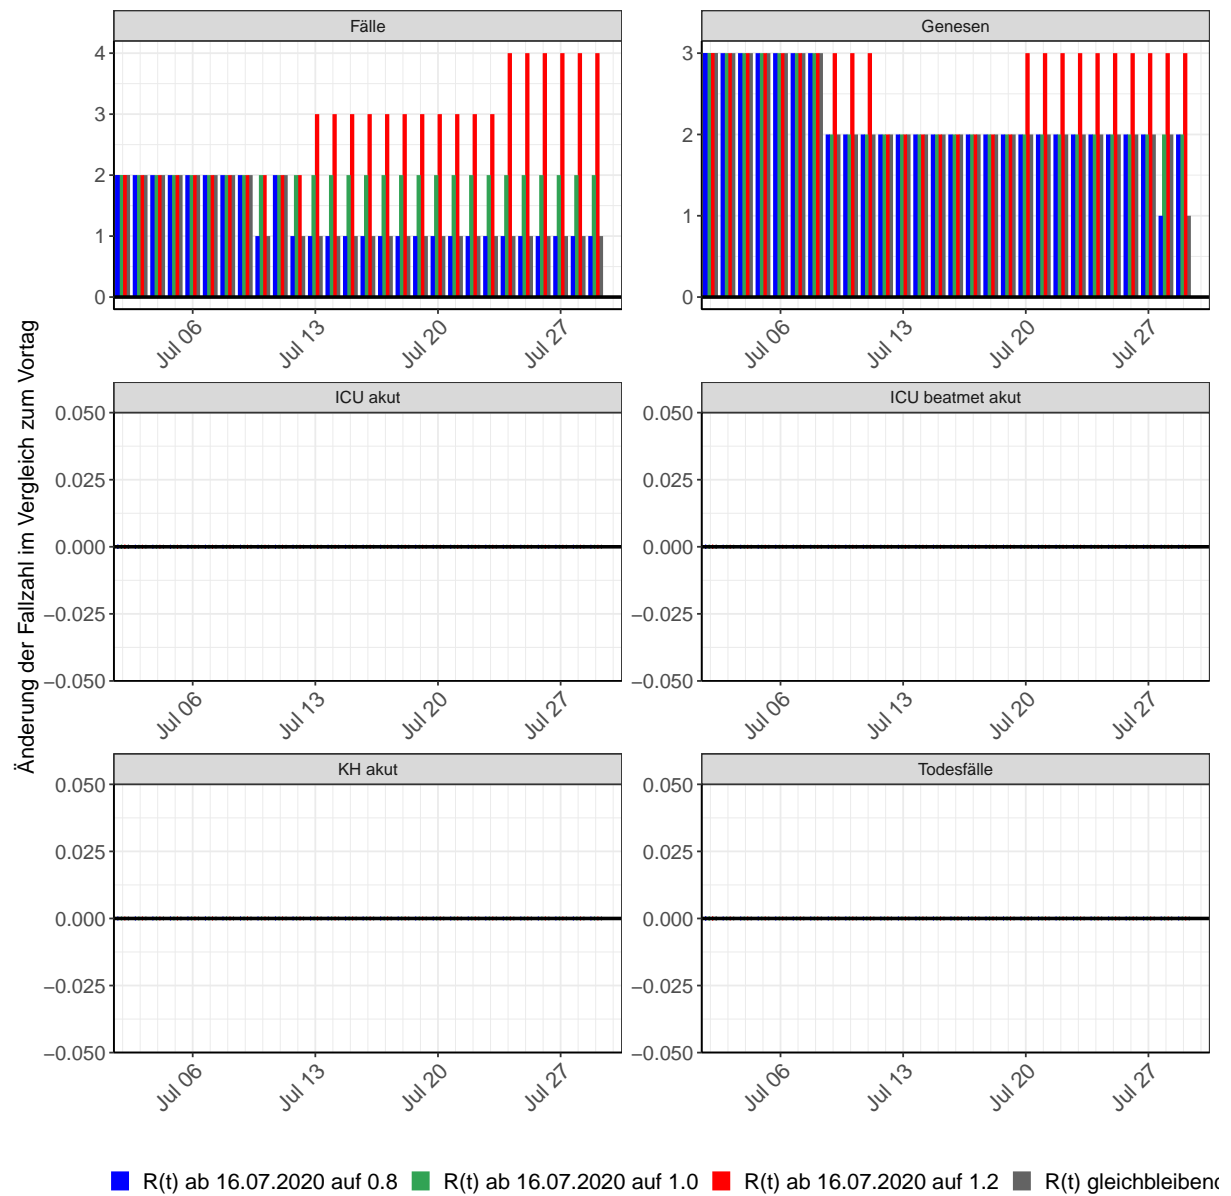 Fälle
Genesen
4
3
2
1
0
3
2
1
0
Jul 06
Jul 13
Jul 20
Jul 27
Jul 06
Jul 13
Jul 20
Jul 27
Änderung der Fallzahl im Vergleich zum Vortag
ICU akut
ICU beatmet akut
0.050
0.025
0.000
−0.025
−0.050
0.050
0.025
0.000
−0.025
−0.050
Jul 06
Jul 13
Jul 20
Jul 27
Jul 06
Jul 13
Jul 20
Jul 27
KH akut
Todesfälle
0.050
0.025
0.000
−0.025
−0.050
0.050
0.025
0.000
−0.025
−0.050
Jul 06
Jul 13
Jul 20
Jul 27
Jul 06
Jul 13
Jul 20
Jul 27
R(t) ab 16.07.2020 auf 0.8
R(t) ab 16.07.2020 auf 1.0
R(t) ab 16.07.2020 auf 1.2
R(t) gleichbleibend